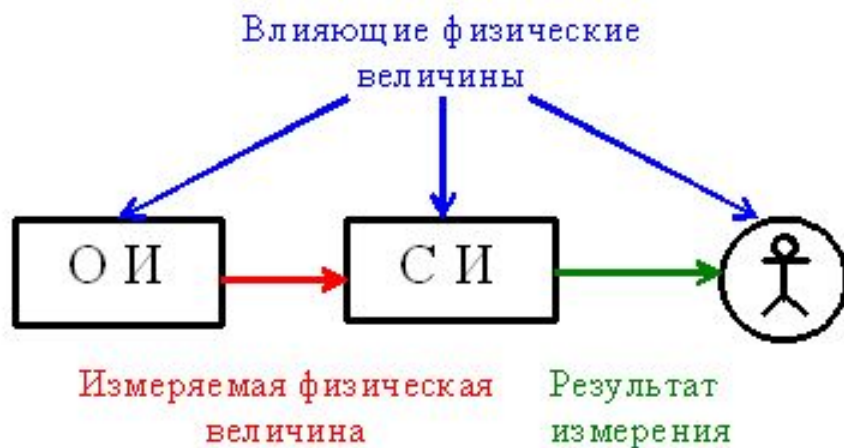 Влияющие физические
величины
О И
С И
Измеряемая физическая
величина
Результат
измерения